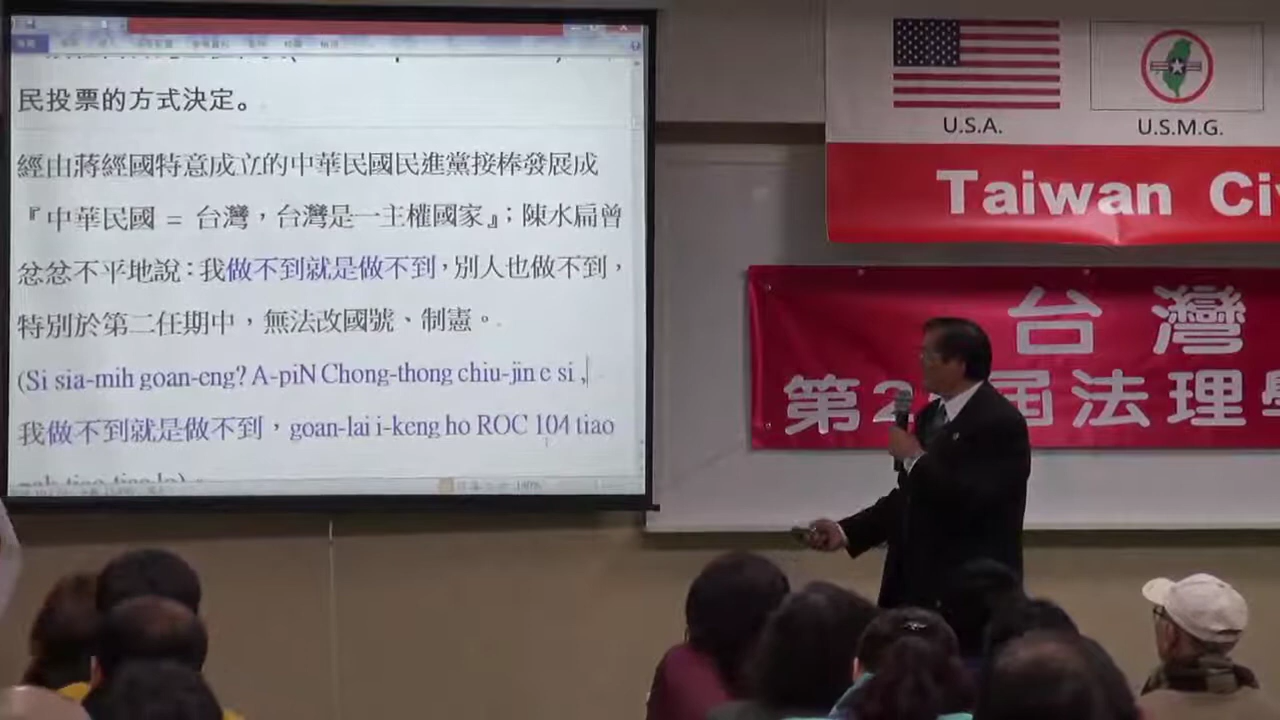 民投票的方式決定。
經由蔣經國特意成立的中華民國民進黨接棒發展成
『中華民國 = 台灣，台灣是一主權國家』；陳水扁曾
忿忿不平地說：我做不到就是做不到，別人也做不到，
特別於第二任期中，無法改國號、制憲。
(Si sia-mih goan-eng? A-piN Chong-thong chiu-jin e si ,
我做不到就是做不到，goan-lai i-keng ho ROC 104 tiao
U.S.A.
U.S.M.G.
Taiwan Ci
台灣
第2 屆法理